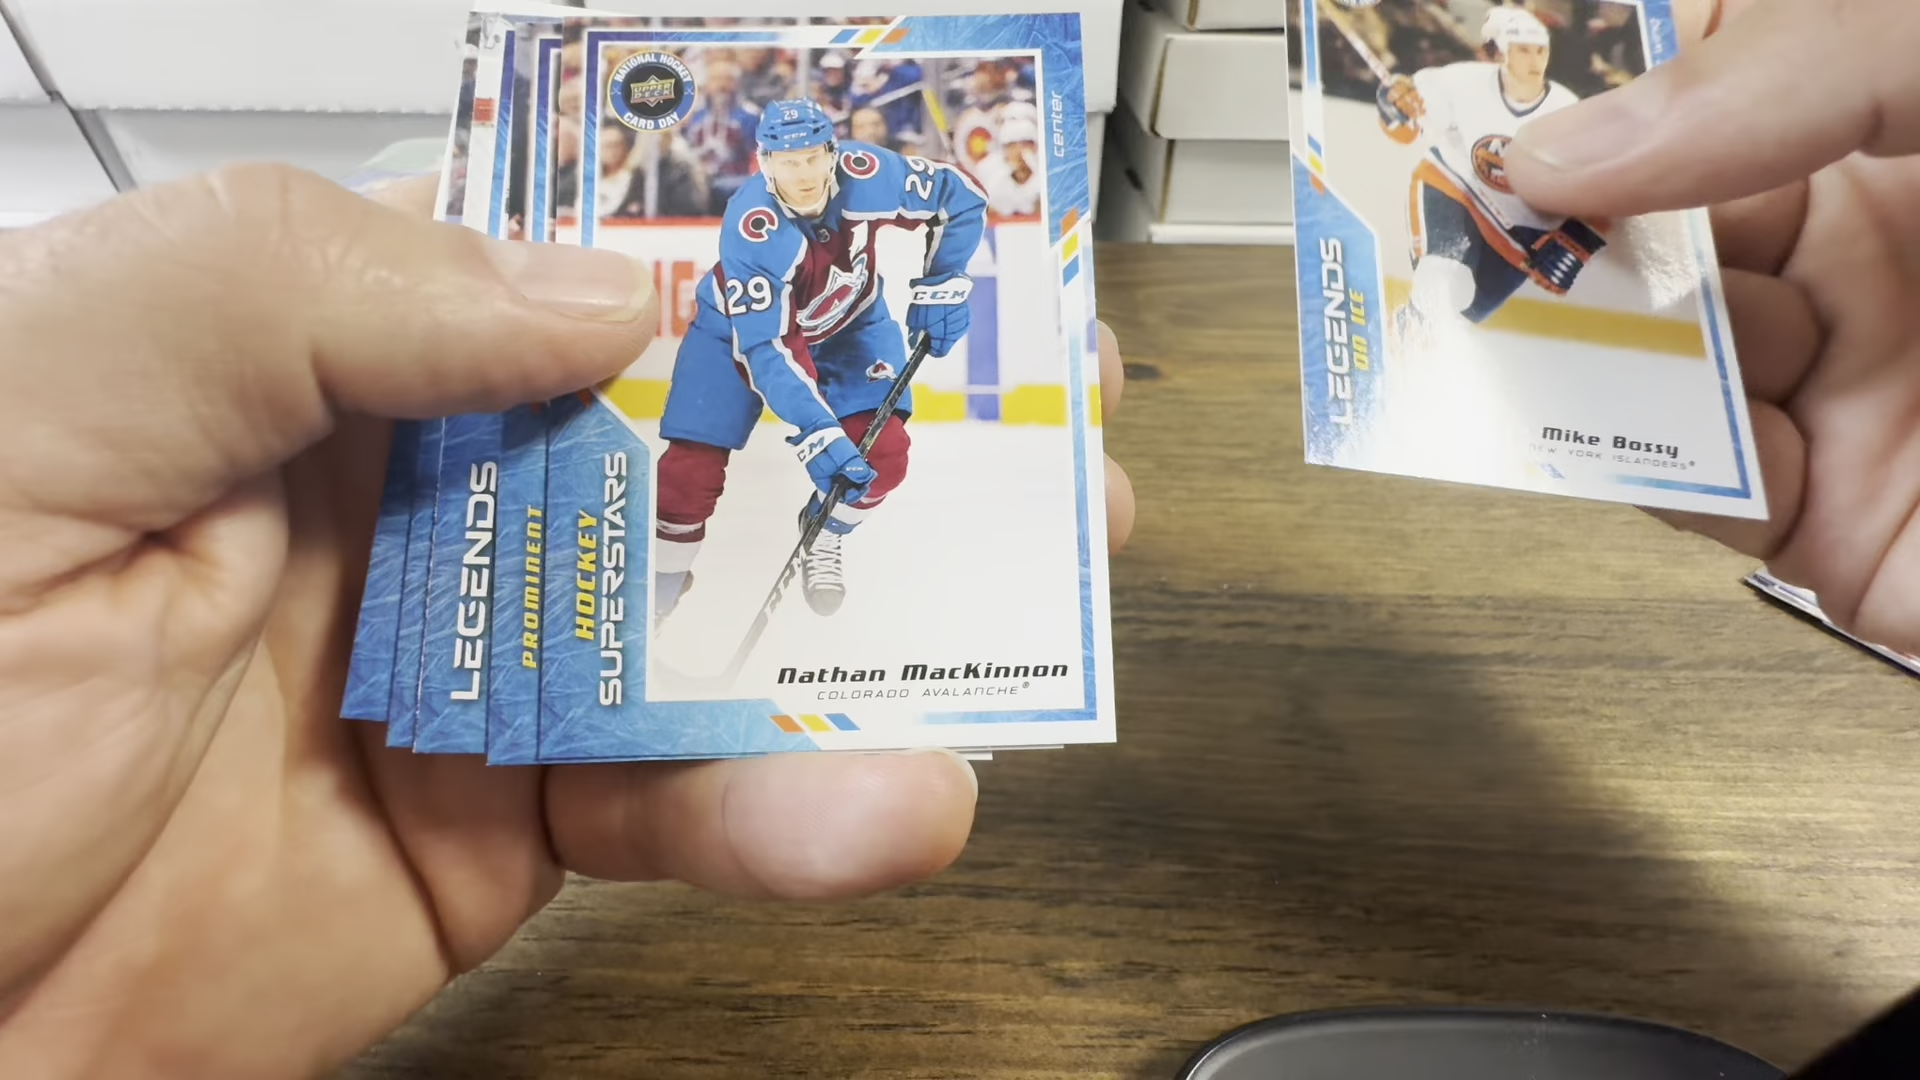 NATIONAL HOCKEY
UPPER DECK
CARD DAY
29
center
29
29
CCM
CCM
LEGENDS
PROMINENT
HOCKEY
SUPERSTARS
Nathan MacKinnon
COLORADO AVALANCHE®
LEGENDS
ON ICE
Mike Bossy
NEW YORK ISLANDERS®